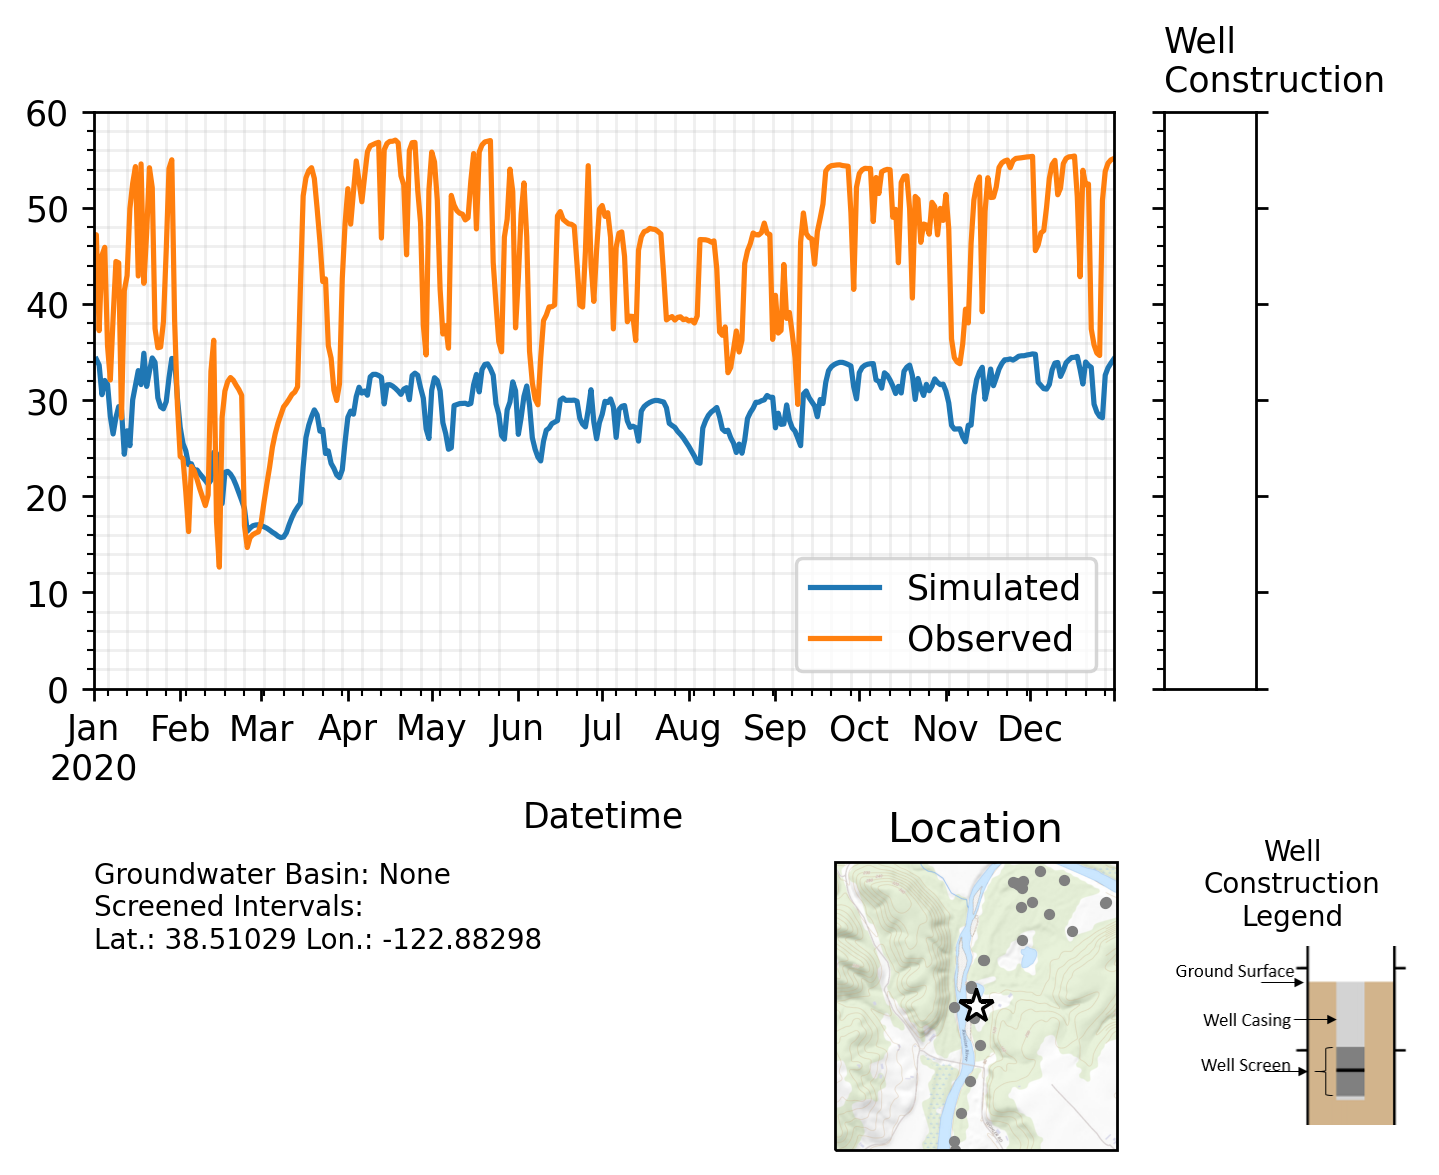 Well
Construction
60
50
40
30
20
10
0
Simulated
Observed
Jan Feb Mar Apr May Jun Jul Aug Sep Oct Nov Dec
2020
Datetime
Groundwater Basin: None
Screened Intervals:
Lat.: 38.51029 Lon.: -122.88298
Location
Well
Construction
Legend
Ground Surface
Well Casing
Well Screen